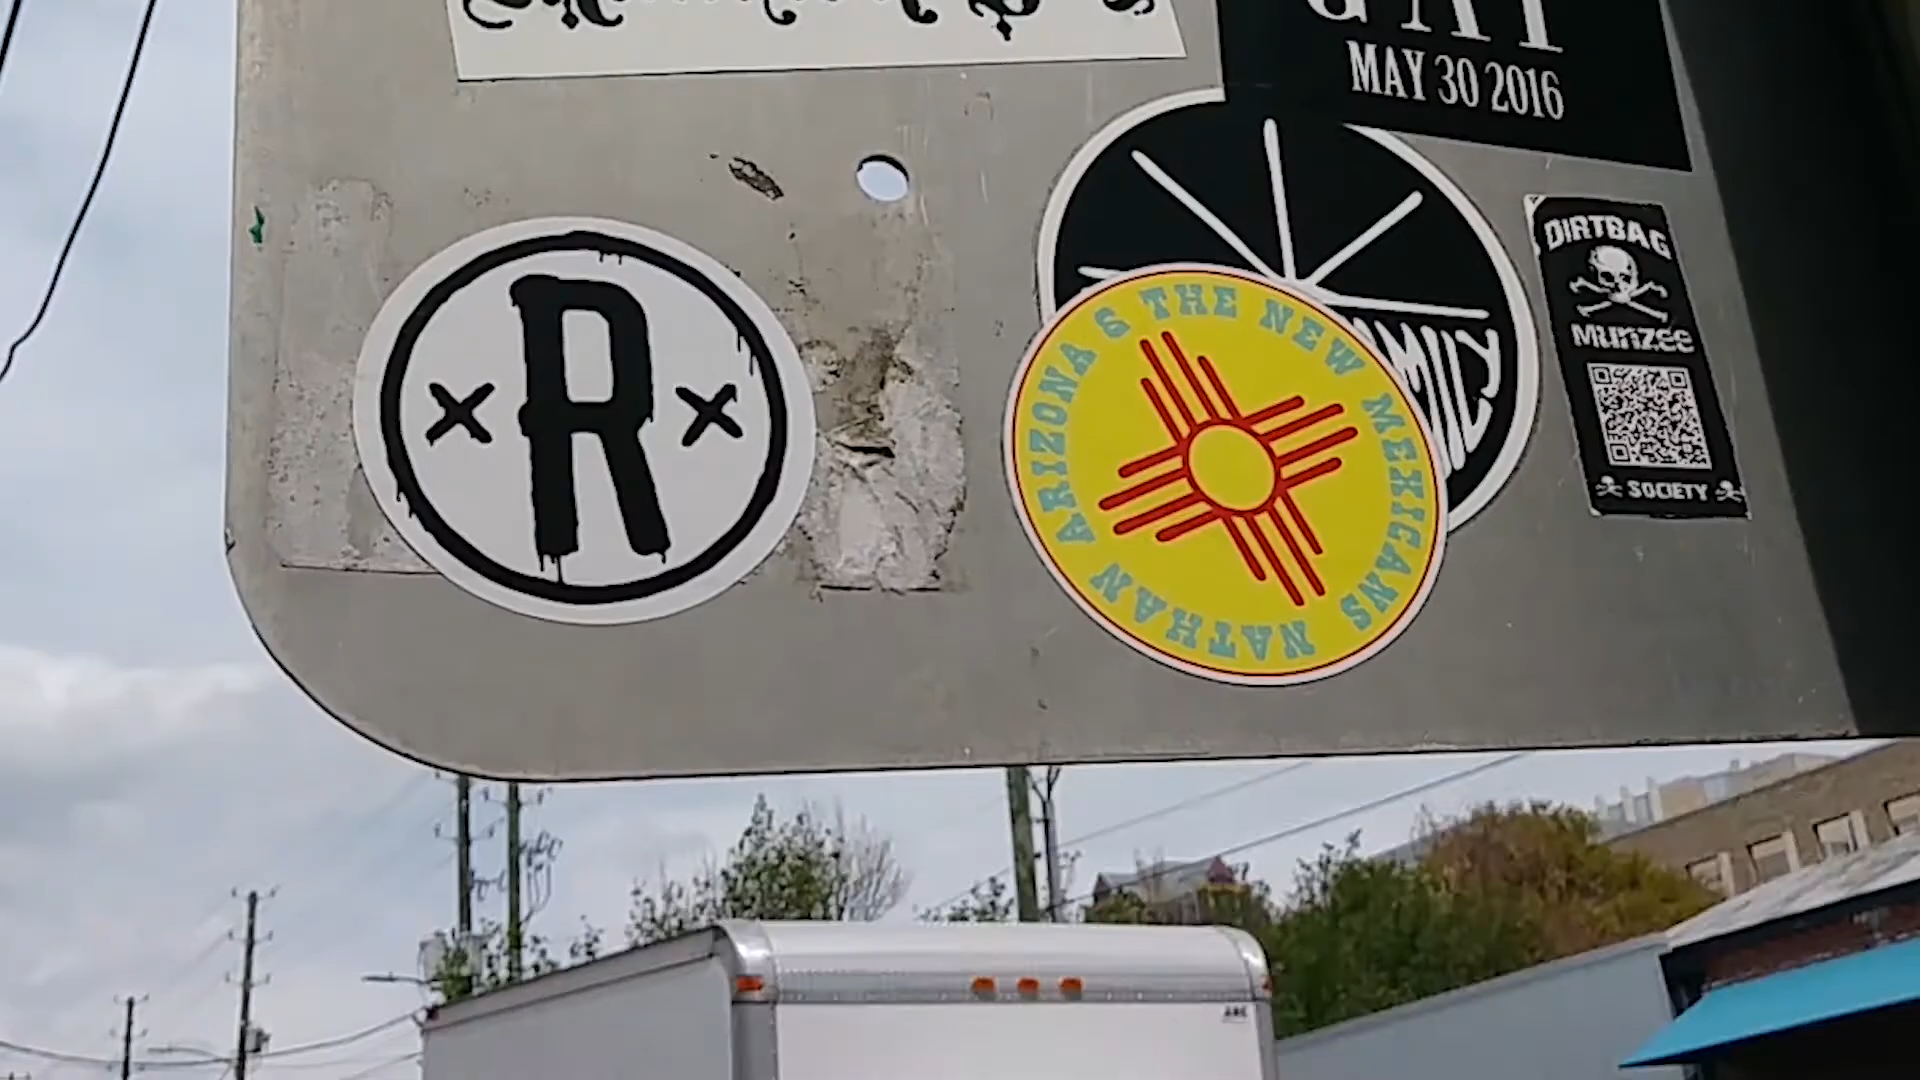 MAY 30 2016
x R x
NATHAN ARIZONA & THE NEW MEXICANS
DIRTBAG
munzee
SOCIETY